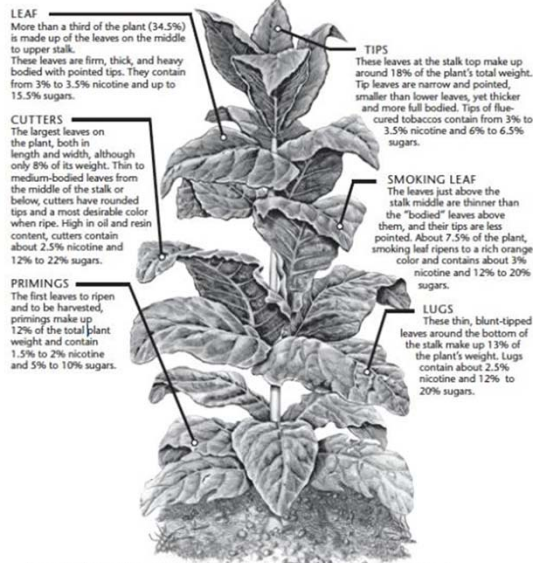 LEAF
More than a third of the plant (34.5%)
is made up of the leaves on the middle
to upper stalk.
These leaves are firm, thick, and heavy
bodied with pointed tips. They contain
from 3% to 3.5% nicotine and up to
15.5% sugars.
TIPS
These leaves at the stalk top make up
around 18% of the plant's total weight.
Tip leaves are narrow and pointed,
smaller than lower leaves, yet thicker
and more full bodied. Tips of flue-
cured tobaccos contain from 3% to
3.5% nicotine and 6% to 6.5%
sugars.
CUTTERS
The largest leaves on
the plant, both in
length and width, although
only 8% of its weight. Thin to
medium-bodied leaves from
the middle of the stalk or
below, cutters have rounded
tips and a most desirable color
when ripe. High in oil and resin
content, cutters contain
about 2.5% nicotine and
12% to 22% sugars.
SMOKING LEAF
The leaves just above the
stalk middle are thinner than
the "bodied" leaves above
them, and their tips are less
pointed. About 7.5% of the plant,
smoking leaf ripens to a rich orange
color and contains about 3%
nicotine and 12% to 20%
sugars.
PRIMINGS
The first leaves to ripen
and to be harvested,
primings make up
12% of the total plant
weight and contain
1.5% to 2% nicotine
and 5% to 10% sugars.
LUGS
These thin, blunt-tipped
leaves around the bottom of
the stalk make up 13% of
the plant's weight. Lugs
contain about 2.5%
nicotine and 12% to
20% sugars.